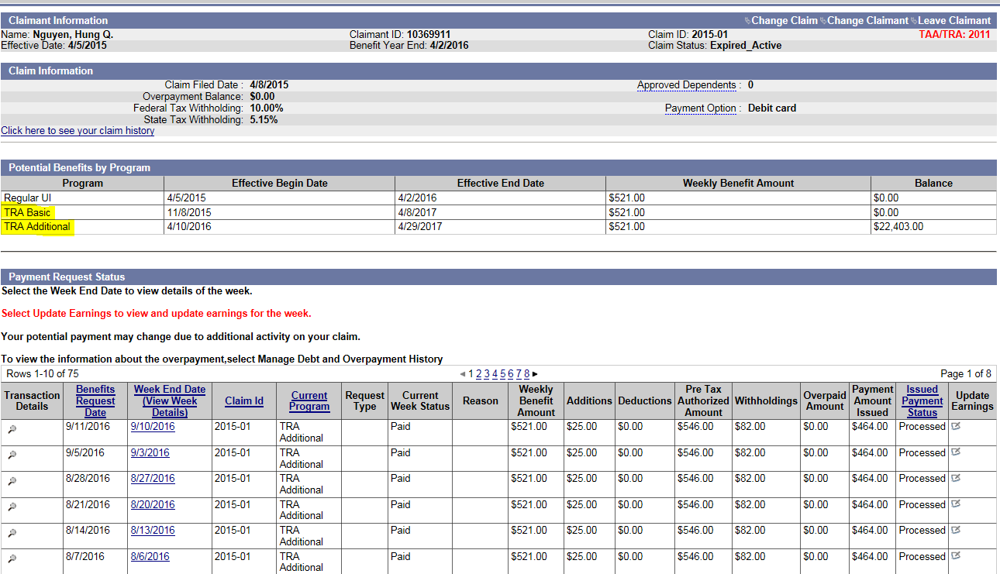 Claimant Information Change Claim Change Claimant Leave Claimant
Name: Nguyen, Hung Q. Claimant ID: 10369911 Claim ID: 2015-01 TAA/TRA: 2011
Effective Date: 4/5/2015 Benefit Year End: 4/2/2016 Claim Status: Expired_Active
Claim Information
Claim Filed Date : 4/8/2015 Approved Dependents : 0
Overpayment Balance: $0.00
Federal Tax Withholding: 10.00% Payment Option : Debit card
State Tax Withholding: 5.15%
Click here to see your claim history
Potential Benefits by Program
Program Effective Begin Date Effective End Date Weekly Benefit Amount Balance
Regular UI 4/5/2015 4/2/2016 $521.00 $0.00
TRA Basic 11/8/2015 4/8/2017 $521.00 $0.00
TRA Additional 4/10/2016 4/29/2017 $521.00 $22,403.00
Payment Request Status
Select the Week End Date to view details of the week.
Select Update Earnings to view and update earnings for the week.
Your potential payment may change due to additional activity on your claim.
To view the information about the overpayment,select Manage Debt and Overpayment History
Rows 1-10 of 75 ◄ 1 2 3 4 5 6 7 8 ► Page 1 of 8
Transaction Details Benefits Request Date Week End Date (View Week Details) Claim Id Current Program Request Type Current Week Status Reason Weekly Benefit Amount Additions Deductions Pre Tax Authorized Amount Withholdings Overpaid Amount Payment Amount Issued Issued Payment Status Update Earnings
9/11/2016 9/10/2016 2015-01 TRA Additional Paid $521.00 $25.00 $0.00 $546.00 $82.00 $0.00 $464.00 Processed
9/5/2016 9/3/2016 2015-01 TRA Additional Paid $521.00 $25.00 $0.00 $546.00 $82.00 $0.00 $464.00 Processed
8/28/2016 8/27/2016 2015-01 TRA Additional Paid $521.00 $25.00 $0.00 $546.00 $82.00 $0.00 $464.00 Processed
8/21/2016 8/20/2016 2015-01 TRA Additional Paid $521.00 $25.00 $0.00 $546.00 $82.00 $0.00 $464.00 Processed
8/14/2016 8/13/2016 2015-01 TRA Additional Paid $521.00 $25.00 $0.00 $546.00 $82.00 $0.00 $464.00 Processed
8/7/2016 8/6/2016 2015-01 TRA Additional Paid $521.00 $25.00 $0.00 $546.00 $82.00 $0.00 $464.00 Processed